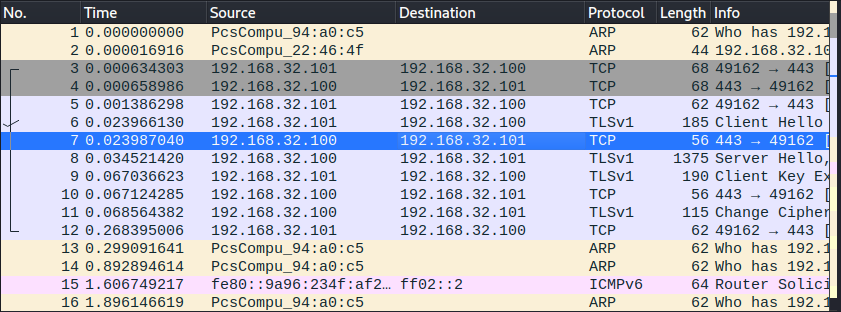 No. Time Source Destination Protocol Length Info
1 0.000000000 PcsCompu_94:a0:c5 ARP 62 Who has 192.1
2 0.000016916 PcsCompu_22:46:4f ARP 44 192.168.32.10
3 0.000634303 192.168.32.101 192.168.32.100 TCP 68 49162 → 443 [
4 0.000658986 192.168.32.100 192.168.32.101 TCP 68 443 → 49162 [
5 0.001386298 192.168.32.101 192.168.32.100 TCP 62 49162 → 443 [
6 0.023966130 192.168.32.101 192.168.32.100 TLSv1 185 Client Hello
7 0.023987040 192.168.32.100 192.168.32.101 TCP 56 443 → 49162 [
8 0.034521420 192.168.32.100 192.168.32.101 TLSv1 1375 Server Hello,
9 0.067036623 192.168.32.101 192.168.32.100 TLSv1 190 Client Key Ex
10 0.067124285 192.168.32.100 192.168.32.101 TCP 56 443 → 49162 [
11 0.068564382 192.168.32.100 192.168.32.101 TLSv1 115 Change Cipher
12 0.268395006 192.168.32.101 192.168.32.100 TCP 62 49162 → 443 [
13 0.299091641 PcsCompu_94:a0:c5 ARP 62 Who has 192.1
14 0.892894614 PcsCompu_94:a0:c5 ARP 62 Who has 192.1
15 1.606749217 fe80::9a96:234f:af2… ff02::2 ICMPv6 64 Router Solici
16 1.896146619 PcsCompu_94:a0:c5 ARP 62 Who has 192.1